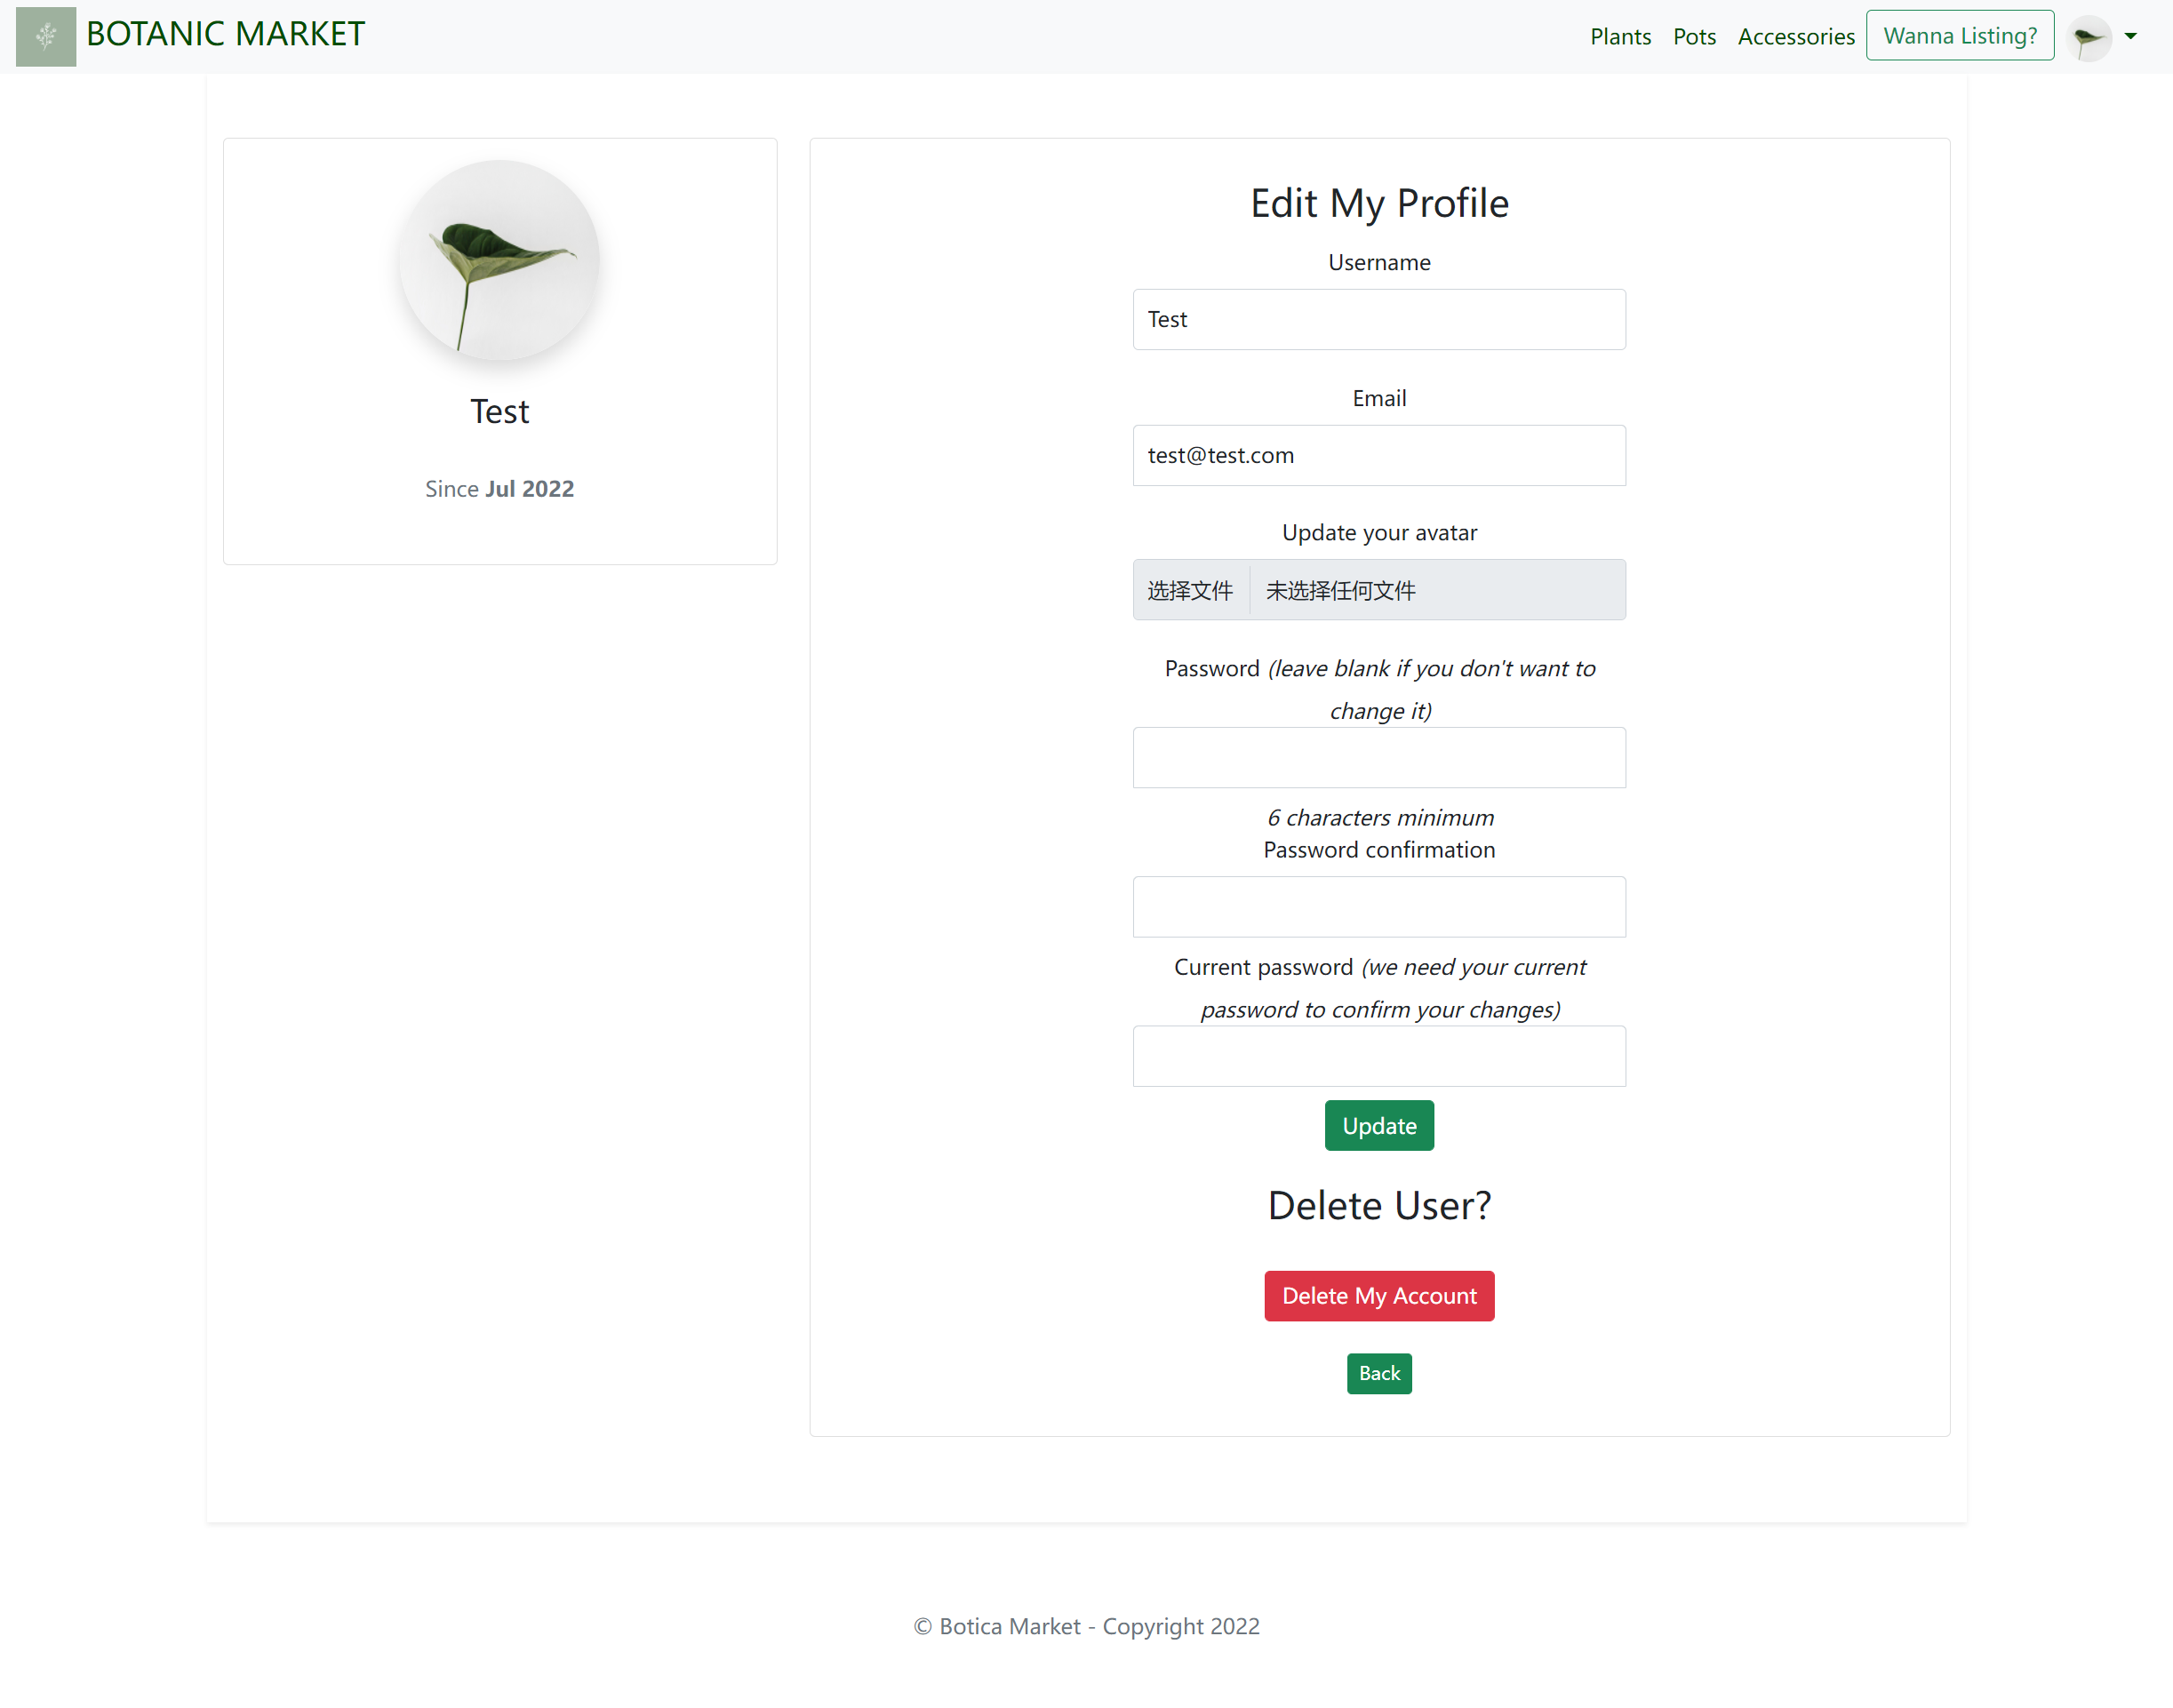 BOTANIC MARKET
Plants Pots Accessories Wanna Listing?
Test
Since Jul 2022
Edit My Profile
Username
Test
Email
test@test.com
Update your avatar
选择文件 未选择任何文件
Password (leave blank if you don't want to
change it)
6 characters minimum
Password confirmation
Current password (we need your current
password to confirm your changes)
Update
Delete User?
Delete My Account
Back
© Botica Market - Copyright 2022